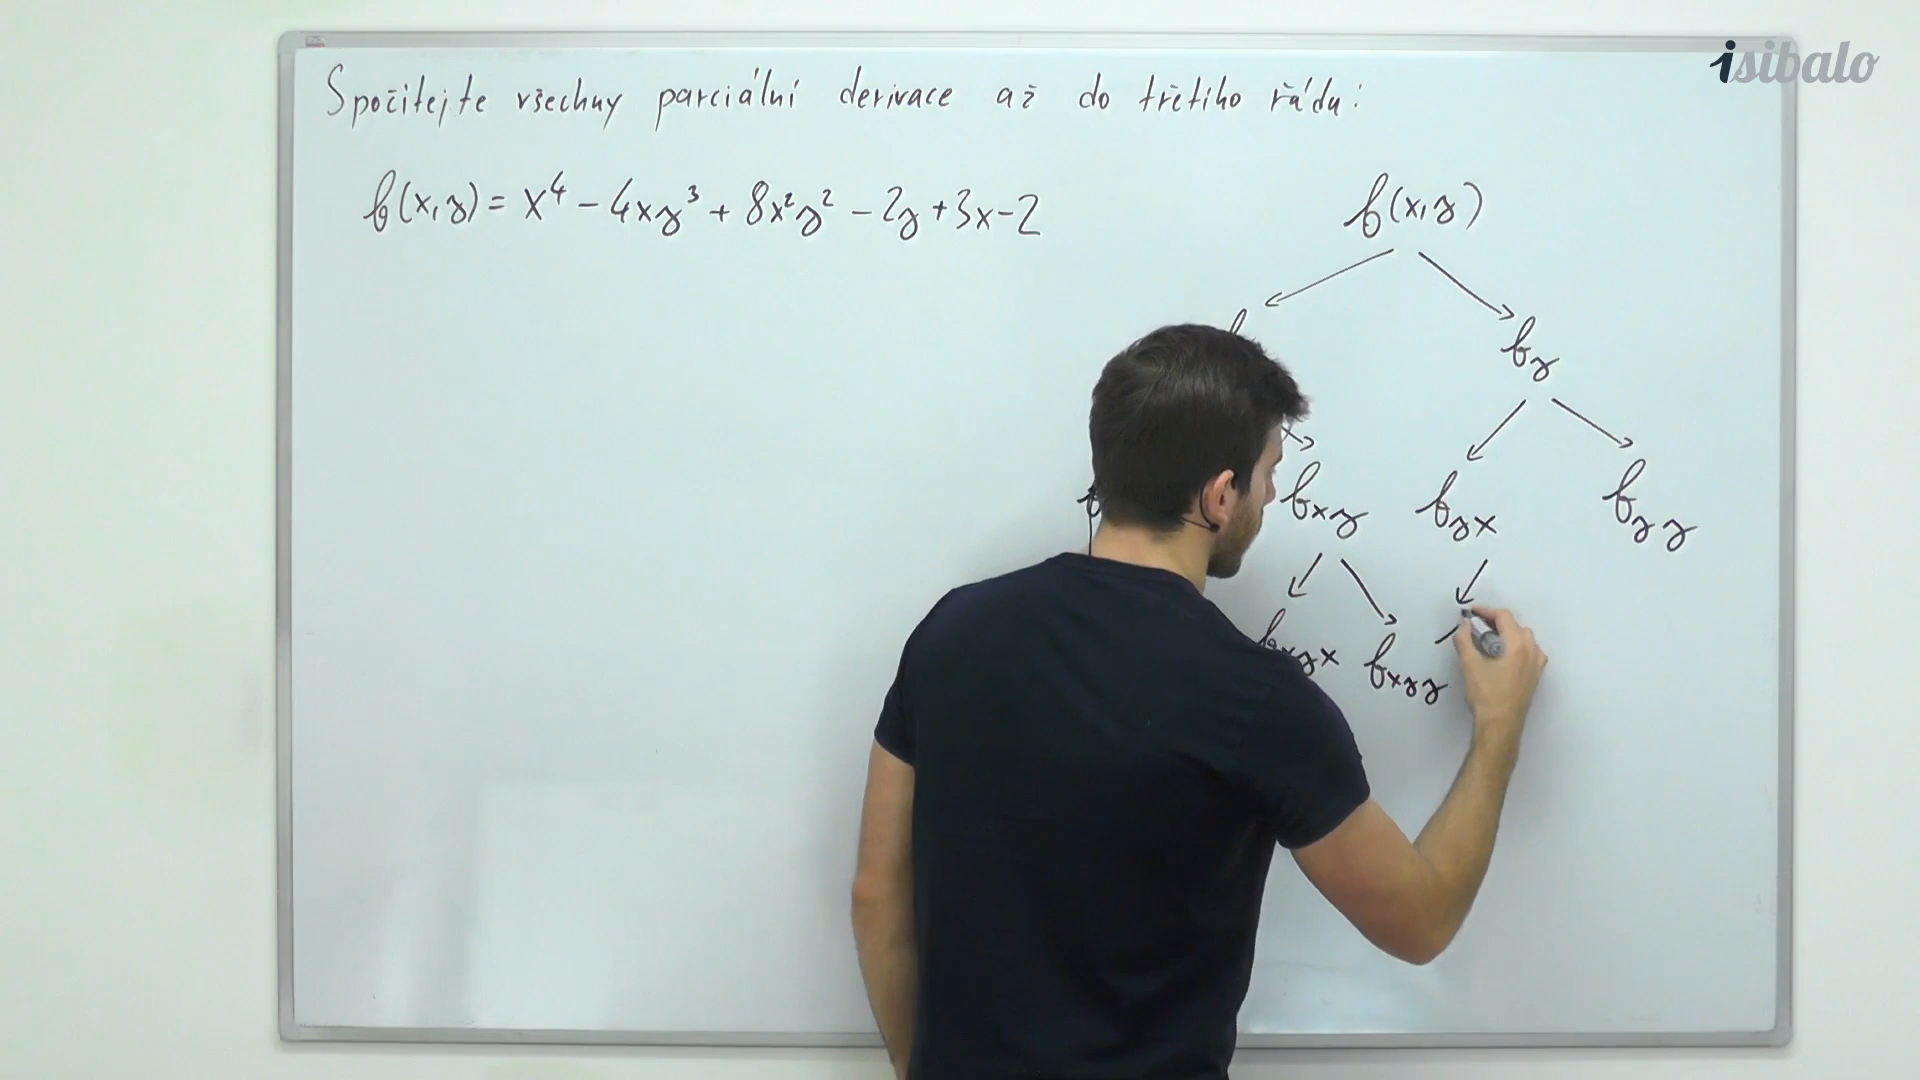 isibalo
Spočítejte všechny parciální derivace až do třetího řádu:
f(x,y) = x⁴ - 4xy³ + 8x²y² - 2y + 3x - 2
f(x,y)
fy
fxy fyx fyy
fxyx fxyy